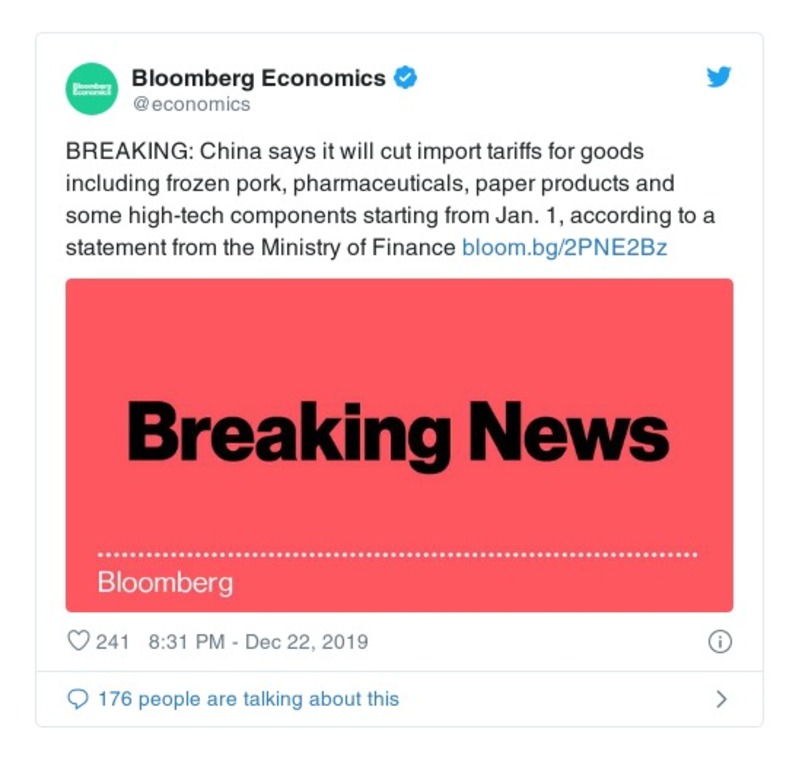 Bloomberg
Economics
Bloomberg Economics
@economics
BREAKING: China says it will cut import tariffs for goods
including frozen pork, pharmaceuticals, paper products and
some high-tech components starting from Jan. 1, according to a
statement from the Ministry of Finance bloom.bg/2PNE2Bz
Breaking News
Bloomberg
241 8:31 PM - Dec 22, 2019
176 people are talking about this